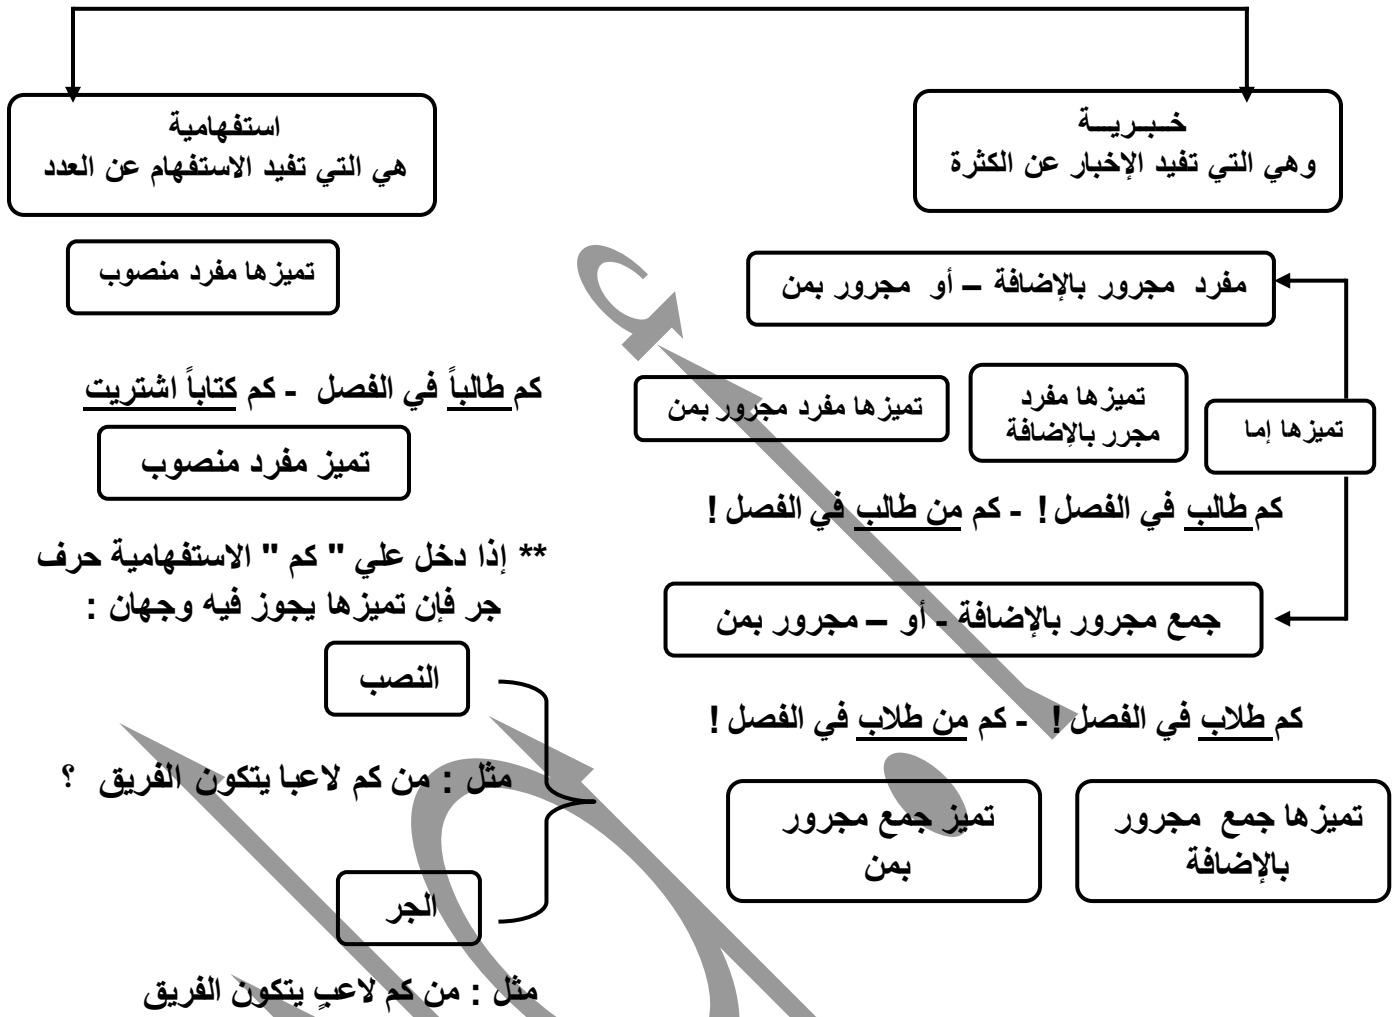 خـبـريـة
وهي التي تفيد الإخبار عن الكثرة
استفهامية
هي التي تفيد الاستفهام عن العدد
مفرد مجرور بالإضافة – أو مجرور بمن
تميزها إما
تميزها مفرد
مجرر بالإضافة
تميزها مفرد مجرور بمن
كم طالب في الفصل ! - كم من طالب في الفصل !
جمع مجرور بالإضافة - أو – مجرور بمن
كم طلاب في الفصل ! - كم من طلاب في الفصل !
تميزها جمع مجرور
بالإضافة
تميز جمع مجرور
بمن
تميزها مفرد منصوب
كم طالباً في الفصل - كم كتاباً اشتريت
تميز مفرد منصوب
** إذا دخل علي " كم " الاستفهامية حرف
جر فإن تميزها يجوز فيه وجهان :
النصب
مثل : من كم لاعبا يتكون الفريق ؟
الجر
مثل : من كم لاعبٍ يتكون الفريق